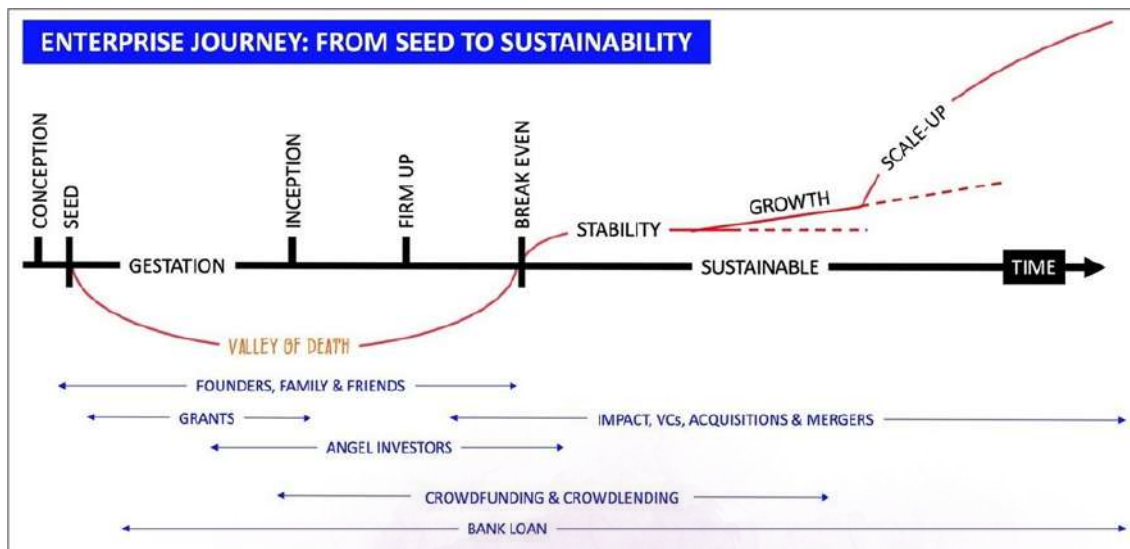 ENTERPRISE JOURNEY: FROM SEED TO SUSTAINABILITY
CONCEPTION
SEED
GESTATION
INCEPTION
FIRM UP
BREAK EVEN
STABILITY
GROWTH
SCALE-UP
SUSTAINABLE
TIME
VALLEY OF DEATH
FOUNDERS, FAMILY & FRIENDS
GRANTS
IMPACT, VCs, ACQUISITIONS & MERGERS
ANGEL INVESTORS
CROWDFUNDING & CROWDLENDING
BANK LOAN